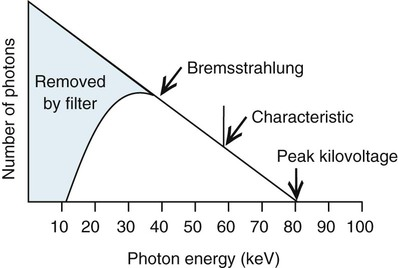 Number of photons
Removed
by filter
Bremsstrahlung
Characteristic
Peak kilovoltage
10 20 30 40 50 60 70 80 90 100
Photon energy (keV)